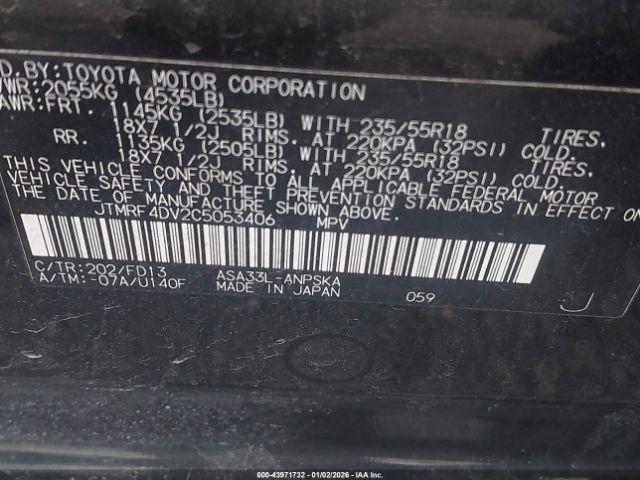 D. BY: TOYOTA MOTOR CORPORATION
VWR: 2055KG (4535LB)
AWR: FRT. 1145KG (2535LB) WITH 235/55R18 TIRES.
18X7 1/2J RIMS. AT 220KPA (32PSI) COLD.
RR. 1135KG (2505LB) WITH 235/55R18 TIRES.
18X7 1/2J RIMS. AT 220KPA (32PSI) COLD.
THIS VEHICLE CONFORMS TO ALL APPLICABLE FEDERAL MOTOR
VEHICLE SAFETY AND THEFT PREVENTION STANDARDS IN EFFECT ON
THE DATE OF MANUFACTURE SHOWN ABOVE.
JTMRF4DV2C5053406 MPV
C/TR: 202/FD13 ASA33L-ANPSKA
A/TM: -07A/U140F MADE IN JAPAN 059 J
000-43971732 - 01/02/2026 - IAAI.COM